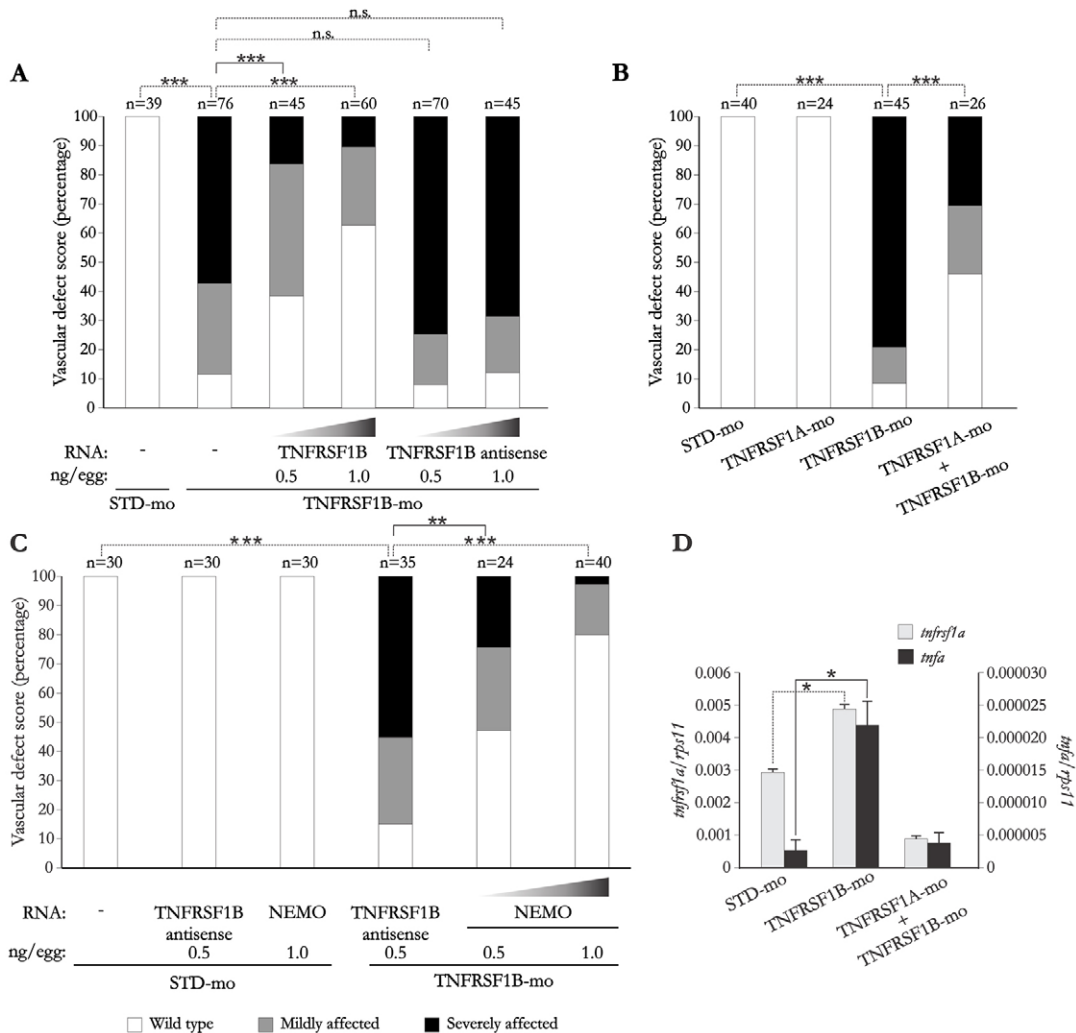 n.s.
n.s.
A
***
***
***
n=39
n=76
n=45
n=60
n=70
n=45
Vascular defect score (percentage)
100
90
80
70
60
50
40
30
20
10
0
RNA:
-
-
TNFRSF1B
TNFRSF1B antisense
ng/egg:
0.5
1.0
0.5
1.0
STD-mo
TNFRSF1B-mo
B
***
***
n=40
n=24
n=45
n=26
Vascular defect score (percentage)
100
90
80
70
60
50
40
30
20
10
0
STD-mo
TNFRSF1A-mo
TNFRSF1B-mo
TNFRSF1A-mo
+
TNFRSF1B-mo
C
***
**
***
n=30
n=30
n=30
n=35
n=24
n=40
Vascular defect score (percentage)
100
90
80
70
60
50
40
30
20
10
0
RNA:
-
TNFRSF1B
antisense
NEMO
TNFRSF1B
antisense
NEMO
ng/egg:
0.5
1.0
0.5
0.5
1.0
STD-mo
TNFRSF1B-mo
D
tnfrsf1a
tnfa
*
*
tnfrsf1a/rps11
0.006
0.005
0.004
0.003
0.002
0.001
0
tnfa/rps11
0.000030
0.000025
0.000020
0.000015
0.000010
0.000005
0
STD-mo
TNFRSF1B-mo
TNFRSF1A-mo
+
TNFRSF1B-mo
Wild type
Mildly affected
Severely affected